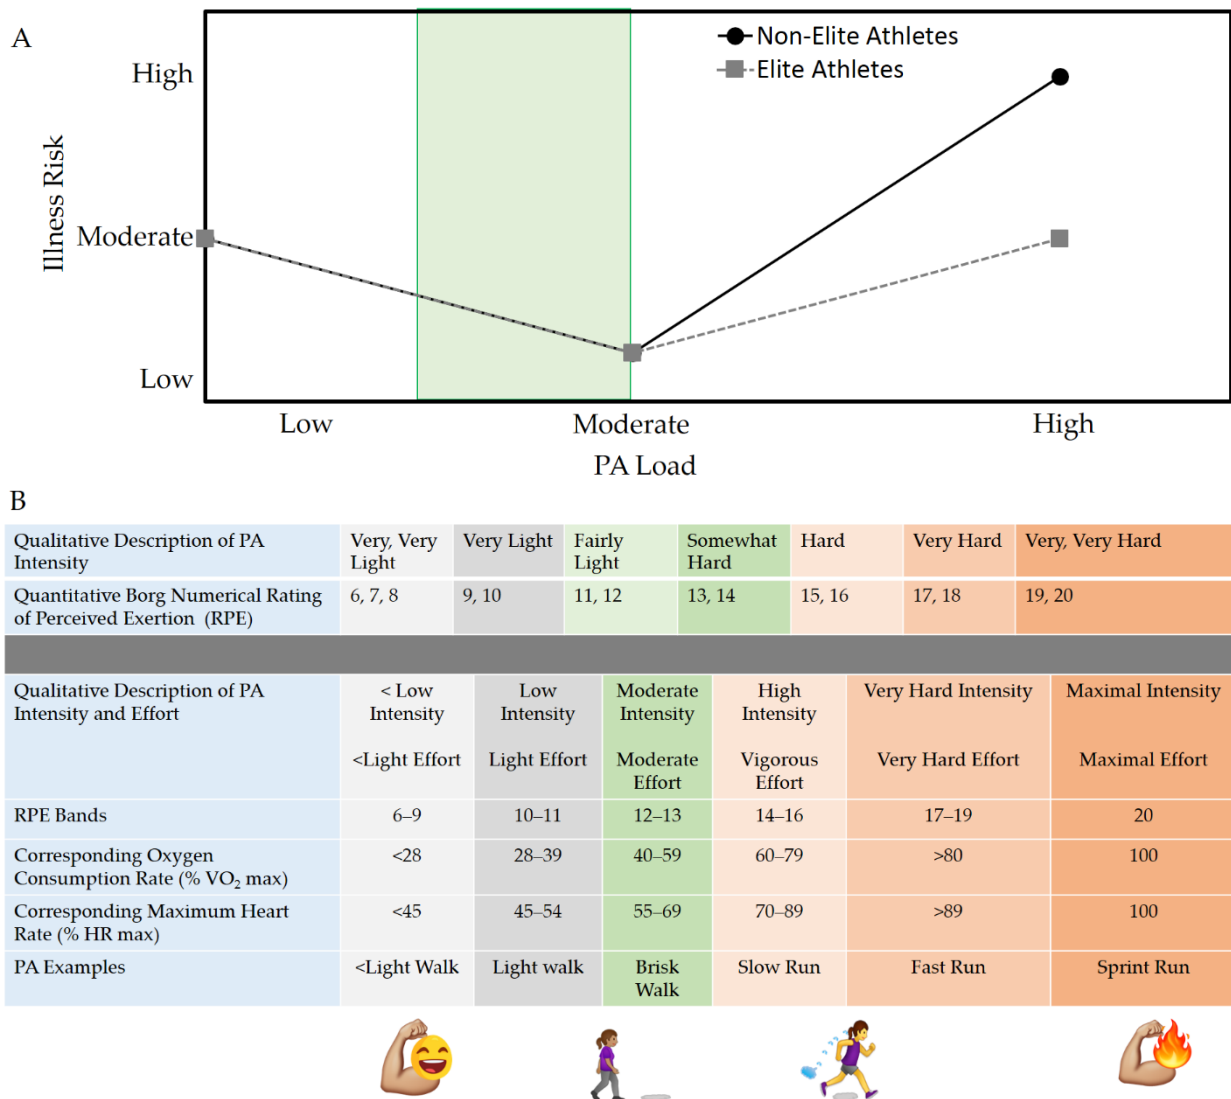 A
High
Moderate
Low
Illness Risk
Non-Elite Athletes
Elite Athletes
Low
Moderate
High
PA Load
B
Qualitative Description of PA
Intensity
Very, Very
Light
Very Light
Fairly
Light
Somewhat
Hard
Hard
Very Hard
Very, Very Hard
Quantitative Borg Numerical Rating
of Perceived Exertion (RPE)
6, 7, 8
9, 10
11, 12
13, 14
15, 16
17, 18
19, 20
Qualitative Description of PA
Intensity and Effort
< Low
Intensity
<Light Effort
Low
Intensity
Light Effort
Moderate
Intensity
Moderate
Effort
High
Intensity
Vigorous
Effort
Very Hard Intensity
Very Hard Effort
Maximal Intensity
Maximal Effort
RPE Bands
6–9
10–11
12–13
14–16
17–19
20
Corresponding Oxygen
Consumption Rate (% VO₂ max)
<28
28–39
40–59
60–79
>80
100
Corresponding Maximum Heart
Rate (% HR max)
<45
45–54
55–69
70–89
>89
100
PA Examples
<Light Walk
Light walk
Brisk
Walk
Slow Run
Fast Run
Sprint Run